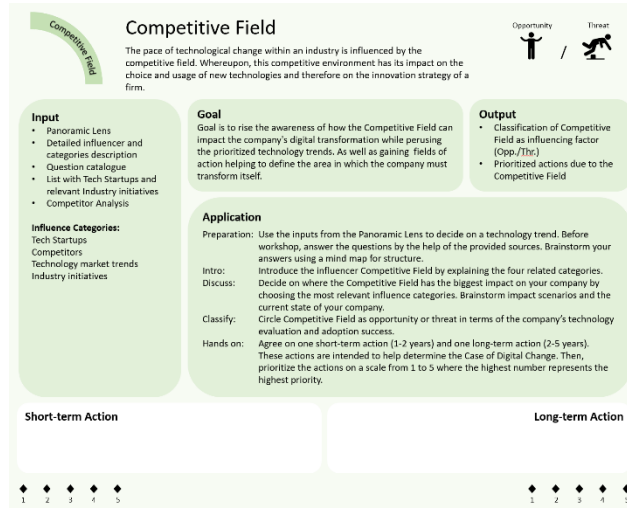 Competitive Field
Competitive Field
The pace of technological change within an industry is influenced by the
competitive field. Whereupon, this competitive environment has its impact on the
choice and usage of new technologies and therefore on the innovation strategy of a
firm.
Opportunity
/
Threat
Input
• Panoramic Lens
• Detailed influencer and
categories description
• Question catalogue
• List with Tech Startups and
relevant Industry initiatives
• Competitor Analysis
Influence Categories:
Tech Startups
Competitors
Technology market trends
Industry initiatives
Goal
Goal is to rise the awareness of how the Competitive Field can
impact the company's digital transformation while perusing
the prioritized technology trends. As well as gaining fields of
action helping to define the area in which the company must
transform itself.
Output
• Classification of Competitive
Field as influencing factor
(Opp./Thr.)
• Prioritized actions due to the
Competitive Field
Application
Preparation: Use the inputs from the Panoramic Lens to decide on a technology trend. Before
workshop, answer the questions by the help of the provided sources. Brainstorm your
answers using a mind map for structure.
Intro: Introduce the influencer Competitive Field by explaining the four related categories.
Discuss: Decide on where the Competitive Field has the biggest impact on your company by
choosing the most relevant influence categories. Brainstorm impact scenarios and the
current state of your company.
Classify: Circle Competitive Field as opportunity or threat in terms of the company's technology
evaluation and adoption success.
Hands on: Agree on one short-term action (1-2 years) and one long-term action (2-5 years).
These actions are intended to help determine the Case of Digital Change. Then,
prioritize the actions on a scale from 1 to 5 where the highest number represents the
highest priority.
Short-term Action
Long-term Action
1 2 3 4 5
1 2 3 4 5